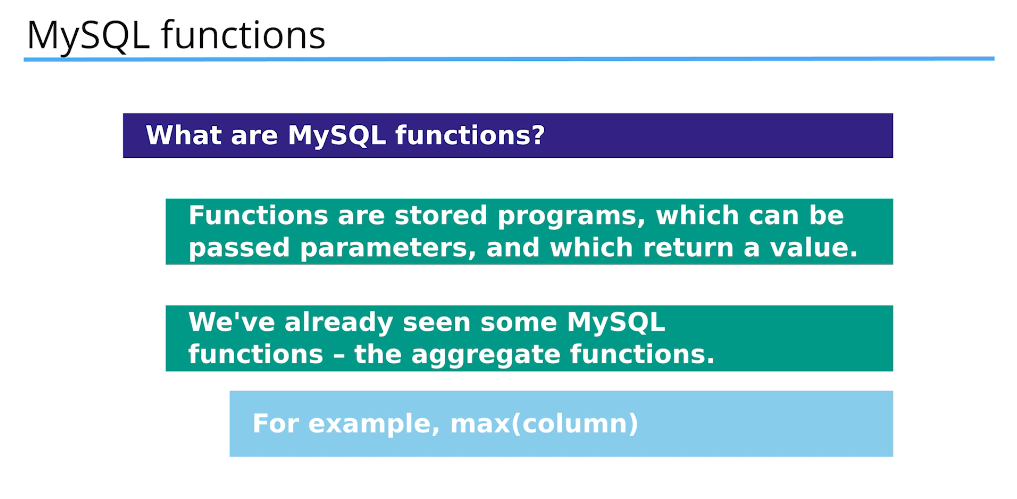 MySQL functions
What are MySQL functions?
Functions are stored programs, which can be
passed parameters, and which return a value.
We've already seen some MySQL
functions – the aggregate functions.
For example, max(column)